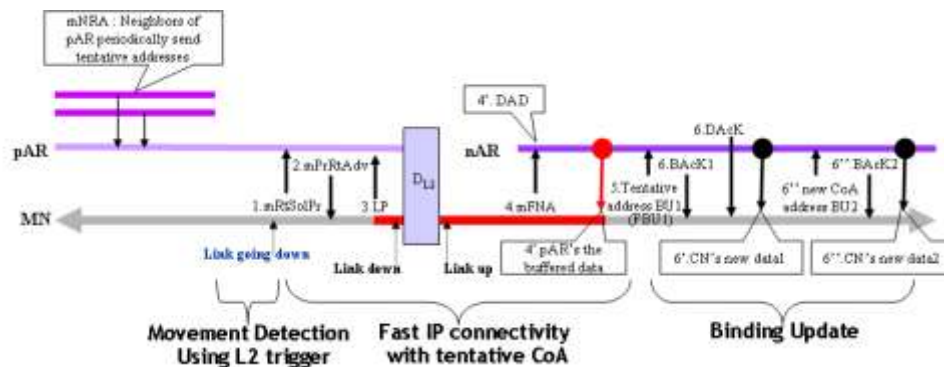 mNRA : Neighbors of
pAR periodically send
tentative addresses
pAR
MN
1.mRtSolPr
2.mPrRtAdv
3 LP
D_L2
Link going down
Link down
Link up
nAR
4'. DAD
4.mFNA
4' pAR's the
buffered data
5.Tentative
address BU1
(FBU1)
6.BAcK1
6.DAcK
6'.CN's new data1
6'' new CoA
address BU2
6''' BAcK2
6'''.CN's new data2
Movement Detection
Using L2 trigger
Fast IP connectivity
with tentative CoA
Binding Update